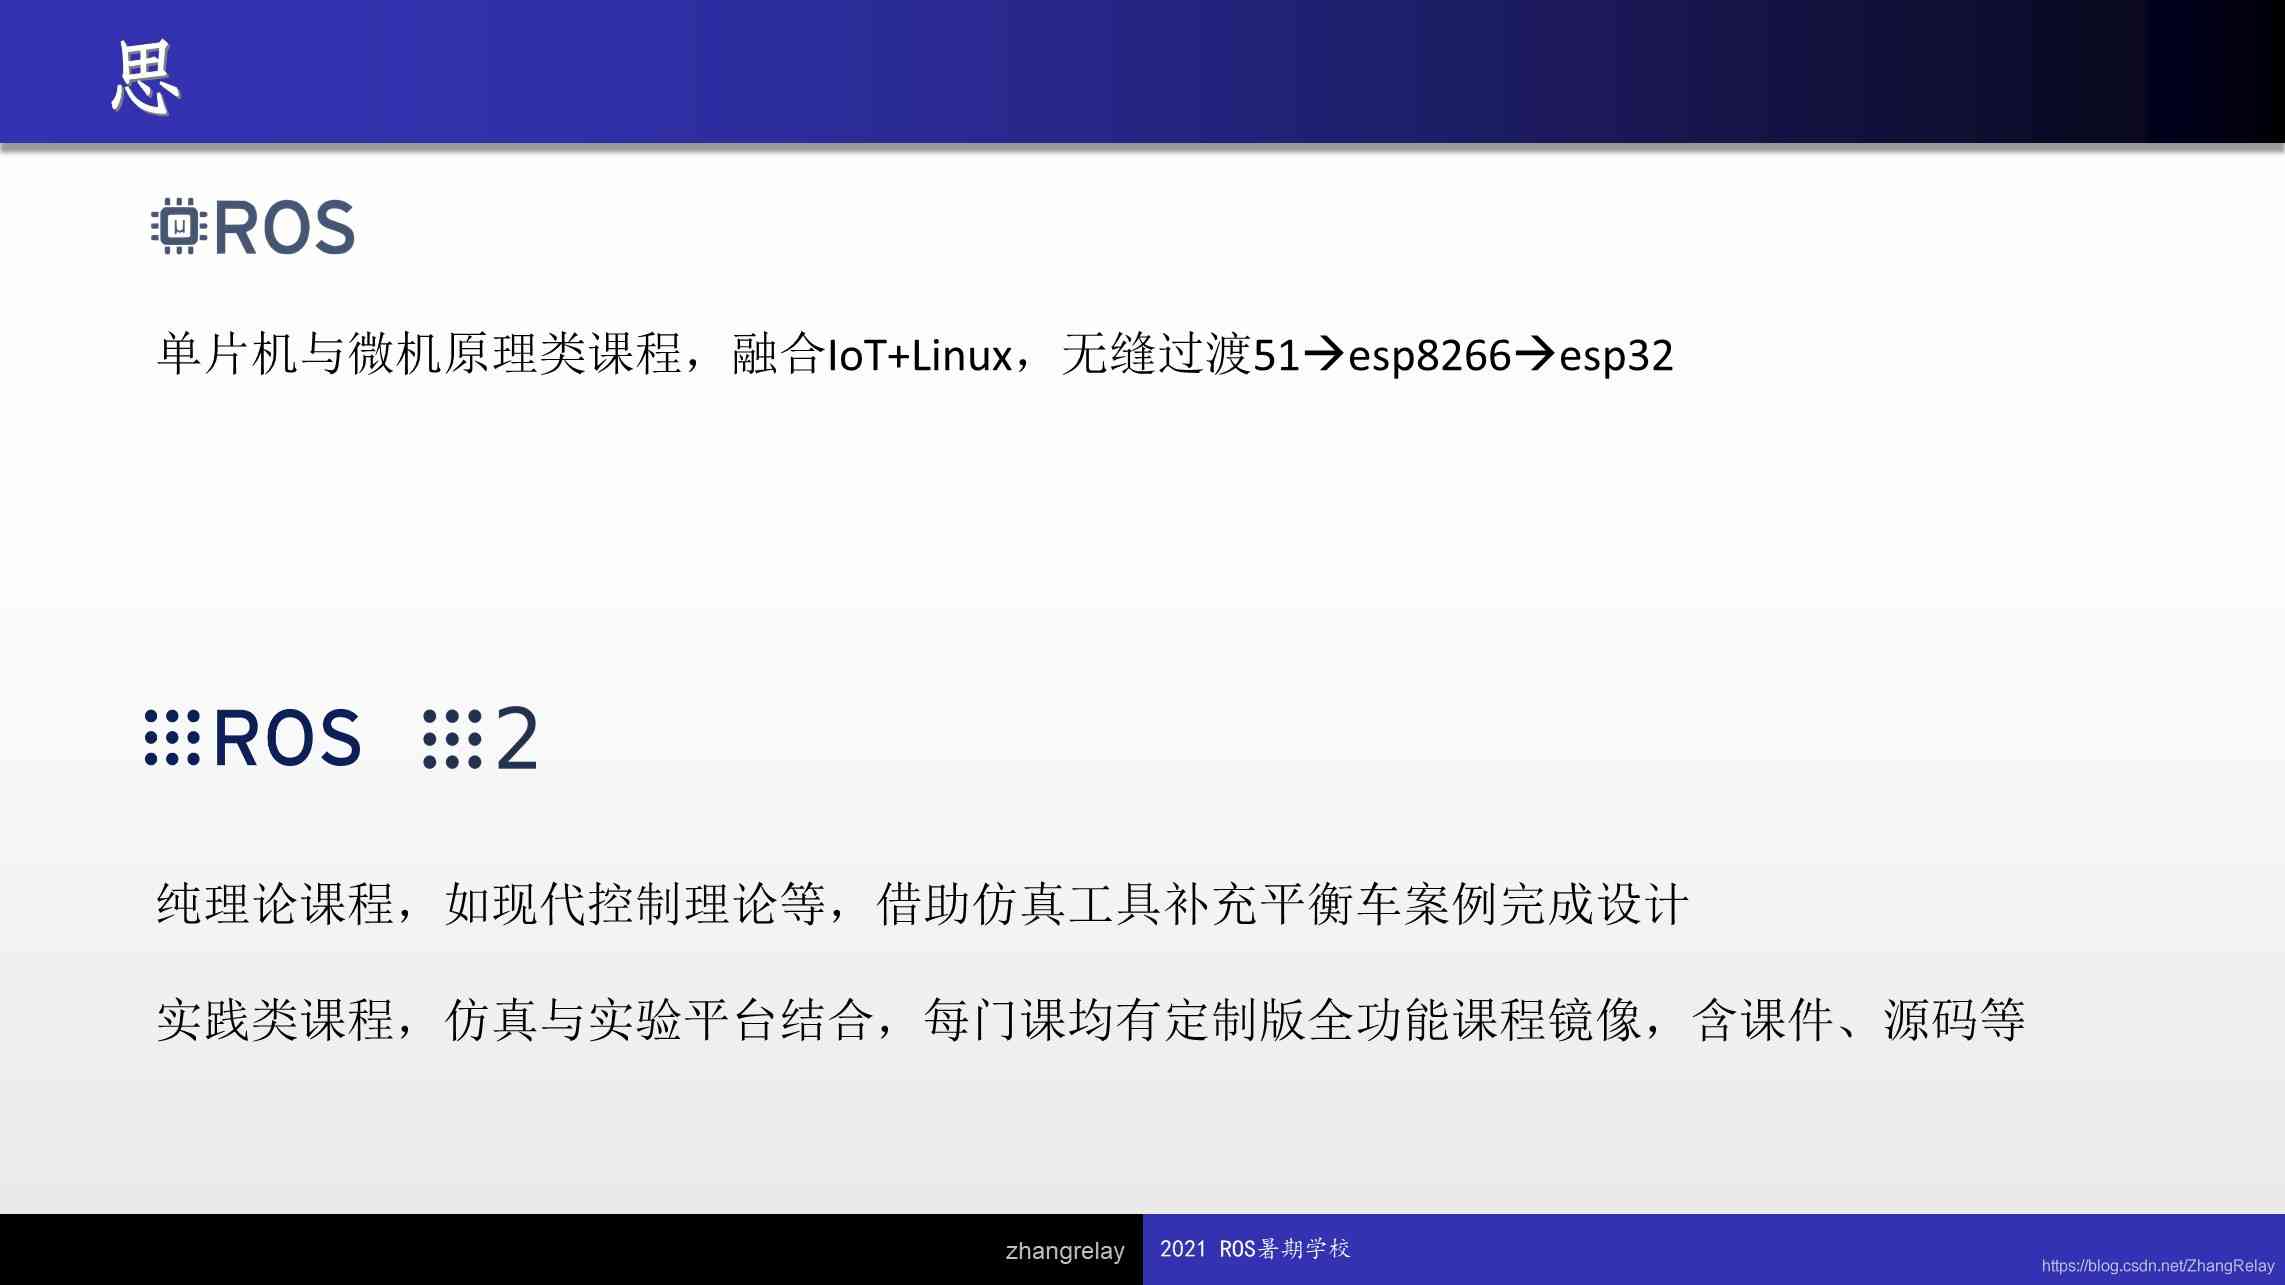 思
μ ROS
单片机与微机原理类课程，融合IoT+Linux，无缝过渡51→esp8266→esp32
ROS 2
纯理论课程，如现代控制理论等，借助仿真工具补充平衡车案例完成设计
实践类课程，仿真与实验平台结合，每门课均有定制版全功能课程镜像，含课件、源码等
zhangrelay 2021 ROS暑期学校
https://blog.csdn.net/ZhangRelay